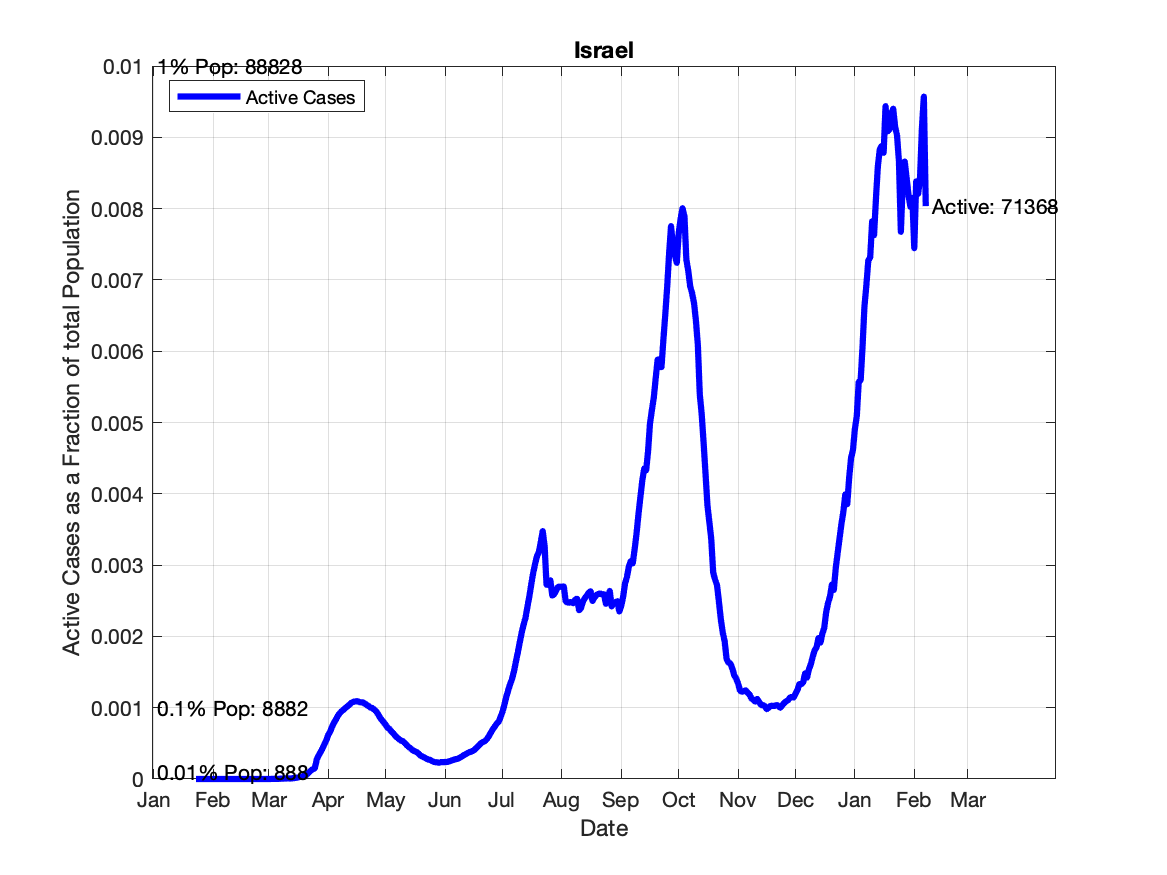 Israel
0.01
1% Pop: 88828
Active Cases
0.009
0.008
Active: 71368
0.007
0.006
0.005
0.004
0.003
0.002
0.001
0.1% Pop: 8882
0
0.01% Pop: 888
Active Cases as a Fraction of total Population
Jan Feb Mar Apr May Jun Jul Aug Sep Oct Nov Dec Jan Feb Mar
Date